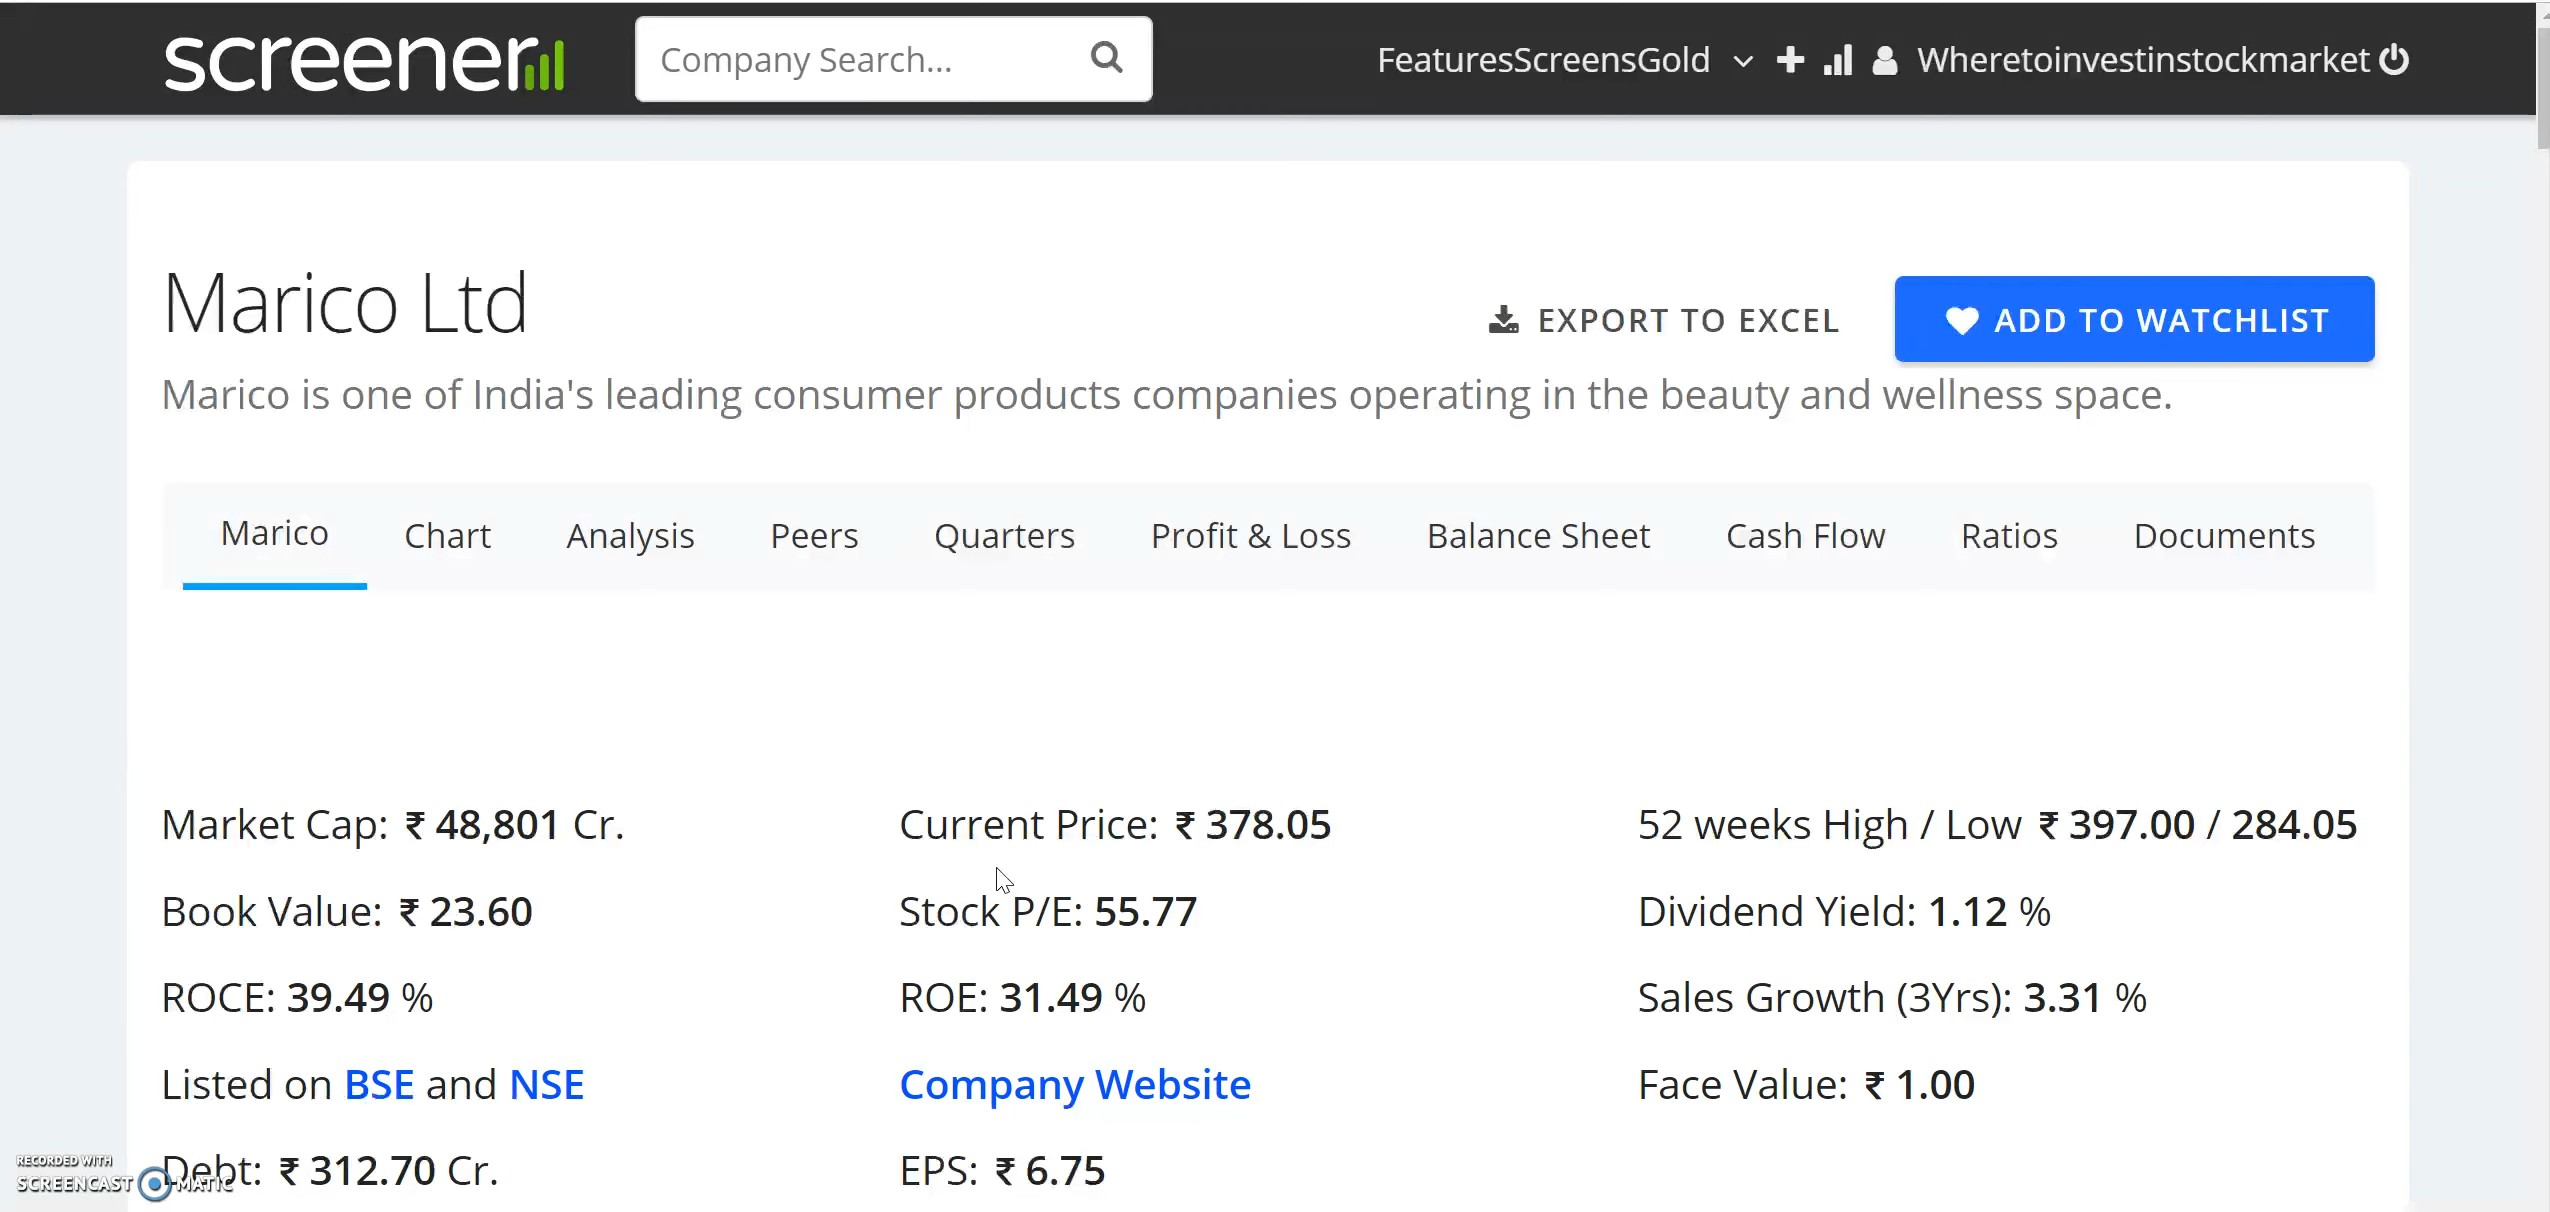 screener
Company Search...
FeaturesScreensGold
Wheretoinvestinstockmarket
Marico Ltd
EXPORT TO EXCEL
ADD TO WATCHLIST
Marico is one of India's leading consumer products companies operating in the beauty and wellness space.
Marico Chart Analysis Peers Quarters Profit & Loss Balance Sheet Cash Flow Ratios Documents
Market Cap: ₹ 48,801 Cr. Current Price: ₹ 378.05 52 weeks High / Low ₹ 397.00 / 284.05
Book Value: ₹ 23.60 Stock P/E: 55.77 Dividend Yield: 1.12 %
ROCE: 39.49 % ROE: 31.49 % Sales Growth (3Yrs): 3.31 %
Listed on BSE and NSE Company Website Face Value: ₹ 1.00
Debt: ₹ 312.70 Cr. EPS: ₹ 6.75
RECORDED WITH
SCREENCAST MATIC